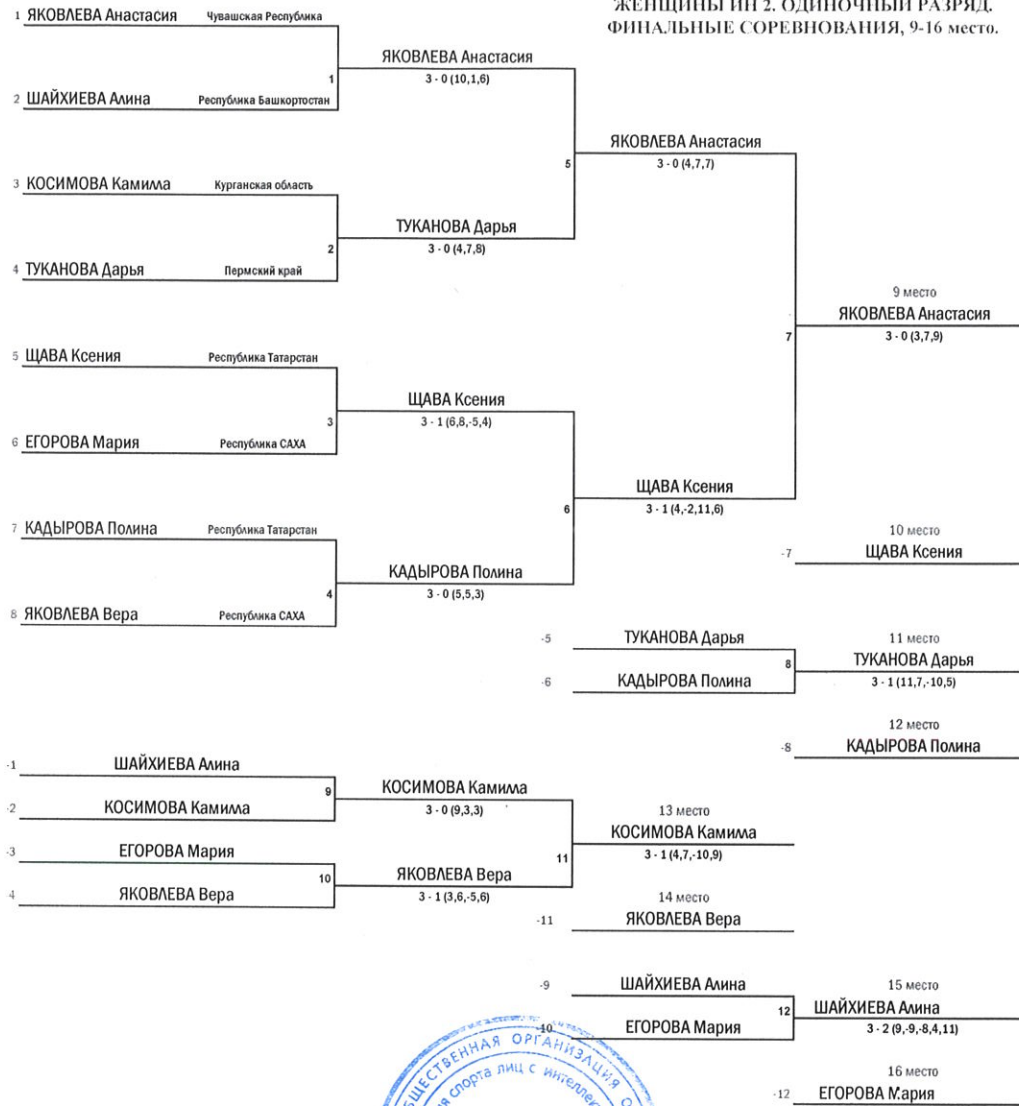 ЖЕНЩИНЫ ИН 2. ОДИНОЧНЫЙ РАЗРЯД.
ФИНАЛЬНЫЕ СОРЕВНОВАНИЯ, 9-16 место.
1 ЯКОВЛЕВА Анастасия Чувашская Республика
ЯКОВЛЕВА Анастасия
1
3 - 0 (10,1,6)
2 ШАЙХИЕВА Алина Республика Башкортостан
ЯКОВЛЕВА Анастасия
5
3 - 0 (4,7,7)
3 КОСИМОВА Камилла Курганская область
ТУКАНОВА Дарья
2
3 - 0 (4,7,8)
4 ТУКАНОВА Дарья Пермский край
9 место
ЯКОВЛЕВА Анастасия
7
3 - 0 (3,7,9)
5 ЩАВА Ксения Республика Татарстан
ЩАВА Ксения
3
3 - 1 (6,8,-5,4)
6 ЕГОРОВА Мария Республика САХА
ЩАВА Ксения
6
3 - 1 (4,-2,11,6)
7 КАДЫРОВА Полина Республика Татарстан
10 место
-7 ЩАВА Ксения
КАДЫРОВА Полина
4
3 - 0 (5,5,3)
8 ЯКОВЛЕВА Вера Республика САХА
-5 ТУКАНОВА Дарья
11 место
8 ТУКАНОВА Дарья
-6 КАДЫРОВА Полина
3 - 1 (11,7,-10,5)
12 место
-8 КАДЫРОВА Полина
-1 ШАЙХИЕВА Алина
9 КОСИМОВА Камилла
-2 КОСИМОВА Камилла
3 - 0 (9,3,3)
13 место
КОСИМОВА Камилла
-3 ЕГОРОВА Мария
11
3 - 1 (4,7,-10,9)
10 ЯКОВЛЕВА Вера
4 ЯКОВЛЕВА Вера
3 - 1 (3,6,-5,6)
14 место
-11 ЯКОВЛЕВА Вера
-9 ШАЙХИЕВА Алина
15 место
12 ШАЙХИЕВА Алина
-10 ЕГОРОВА Мария
3 - 2 (9,-9,-8,4,11)
16 место
-12 ЕГОРОВА Мария
ЩЕСТВЕННАЯ ОРГАНИЗАЦИЯ
спорта лиц с интеллек